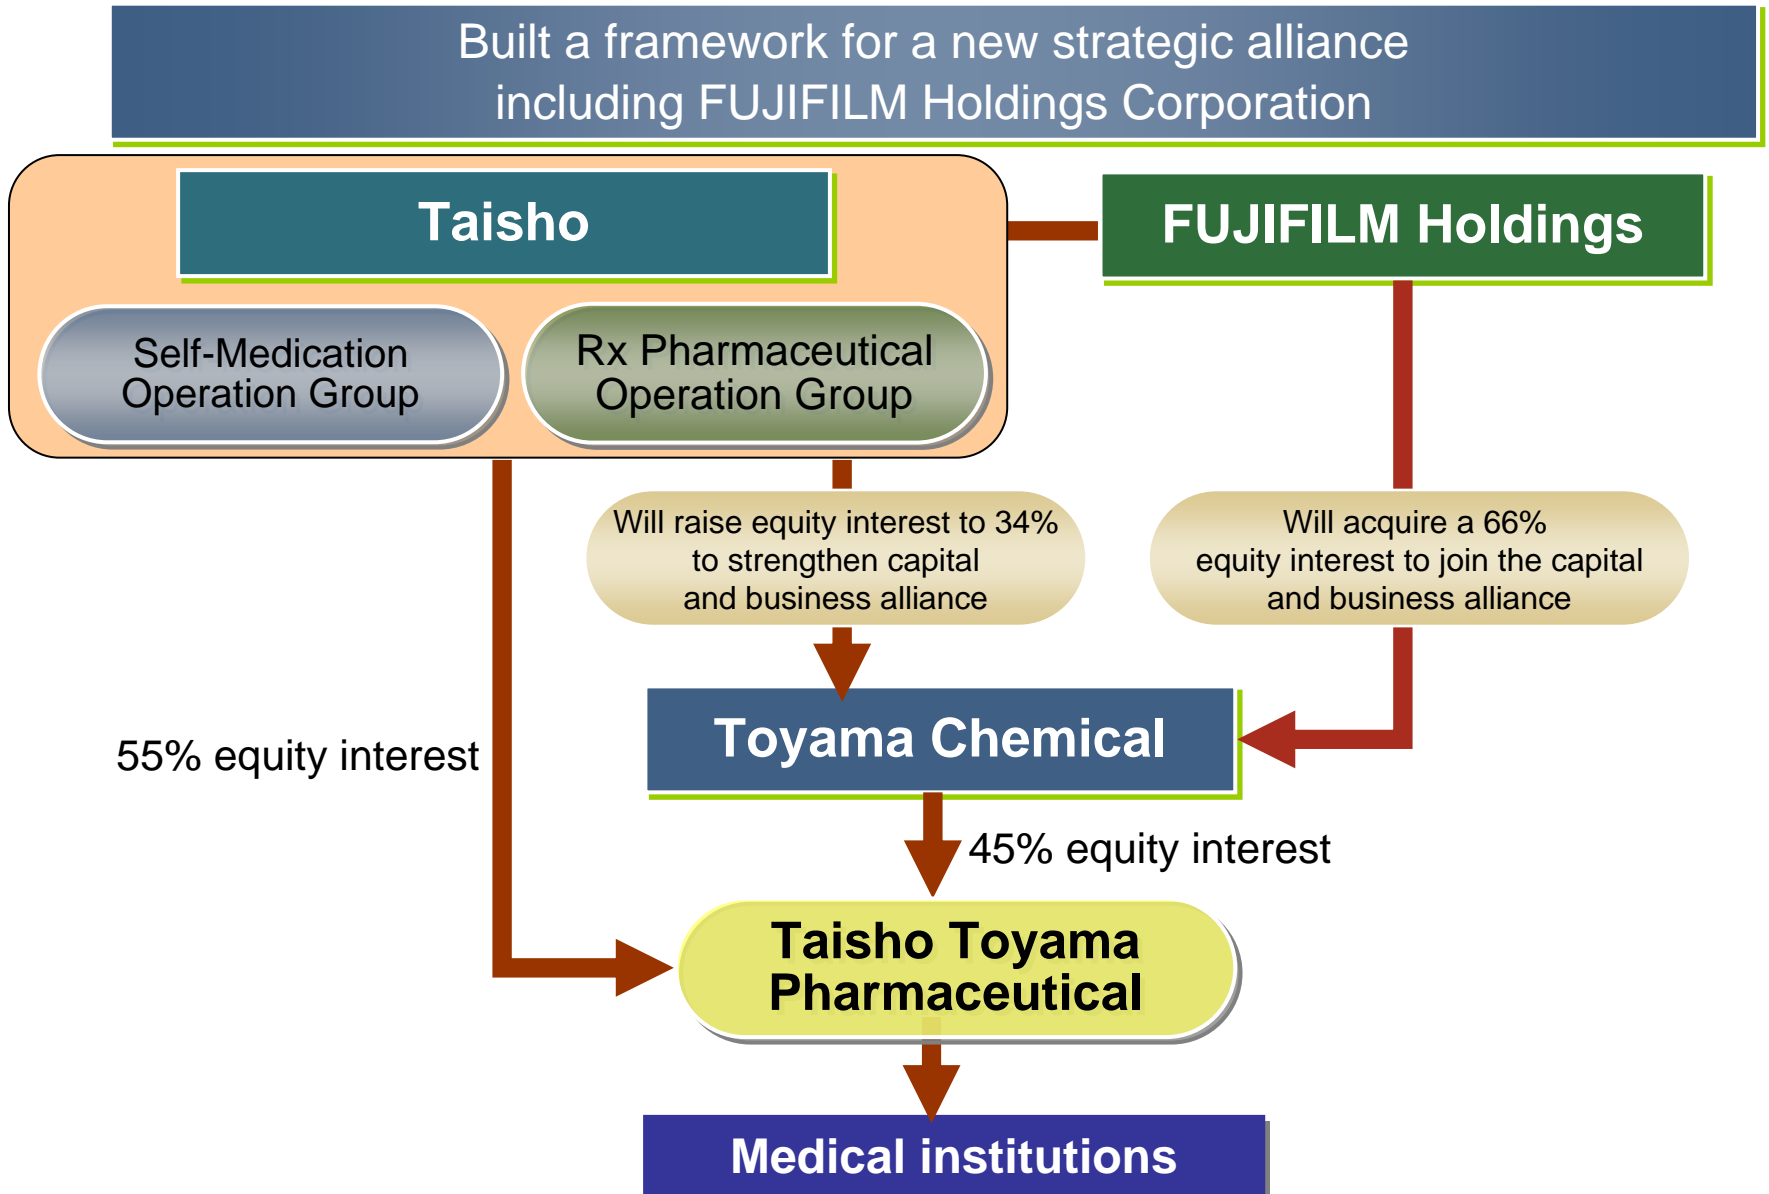 Built a framework for a new strategic alliance
including FUJIFILM Holdings Corporation
Taisho
FUJIFILM Holdings
Self-Medication
Operation Group
Rx Pharmaceutical
Operation Group
Will raise equity interest to 34%
to strengthen capital
and business alliance
Will acquire a 66%
equity interest to join the capital
and business alliance
Toyama Chemical
55% equity interest
45% equity interest
Taisho Toyama
Pharmaceutical
Medical institutions